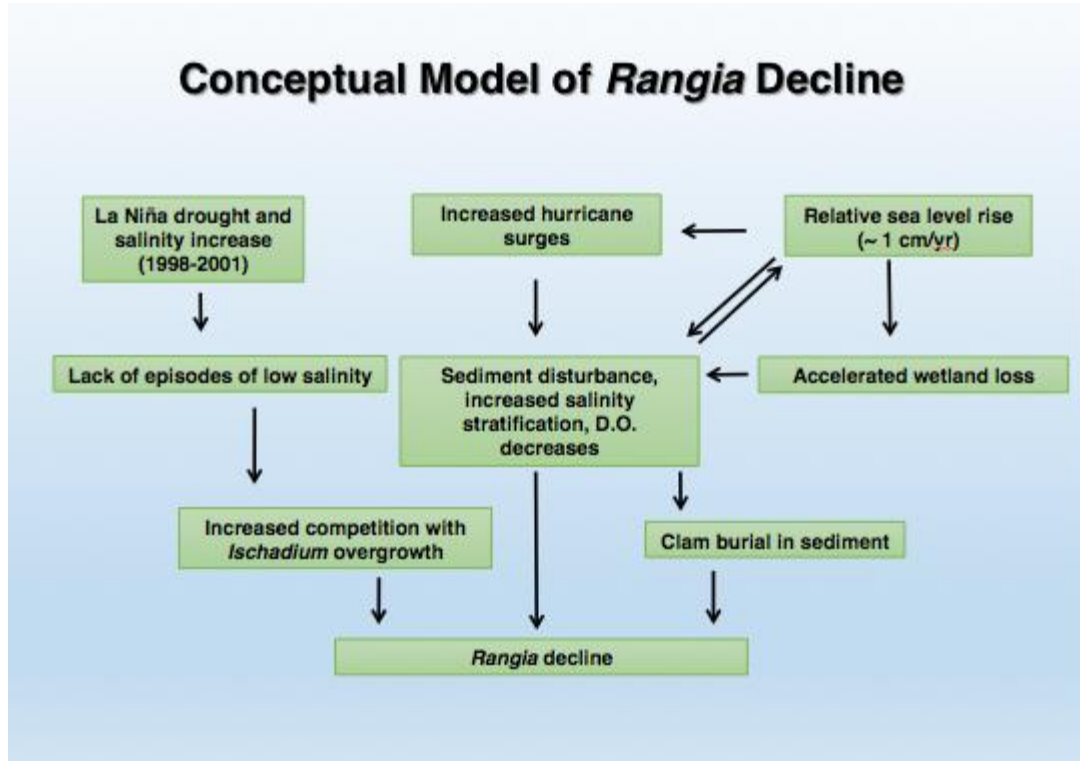 Conceptual Model of Rangia Decline
La Niña drought and
salinity increase
(1998-2001)
Increased hurricane
surges
Relative sea level rise
(~ 1 cm/yr)
Lack of episodes of low salinity
Sediment disturbance,
increased salinity
stratification, D.O.
decreases
Accelerated wetland loss
Increased competition with
Ischadium overgrowth
Clam burial in sediment
Rangia decline